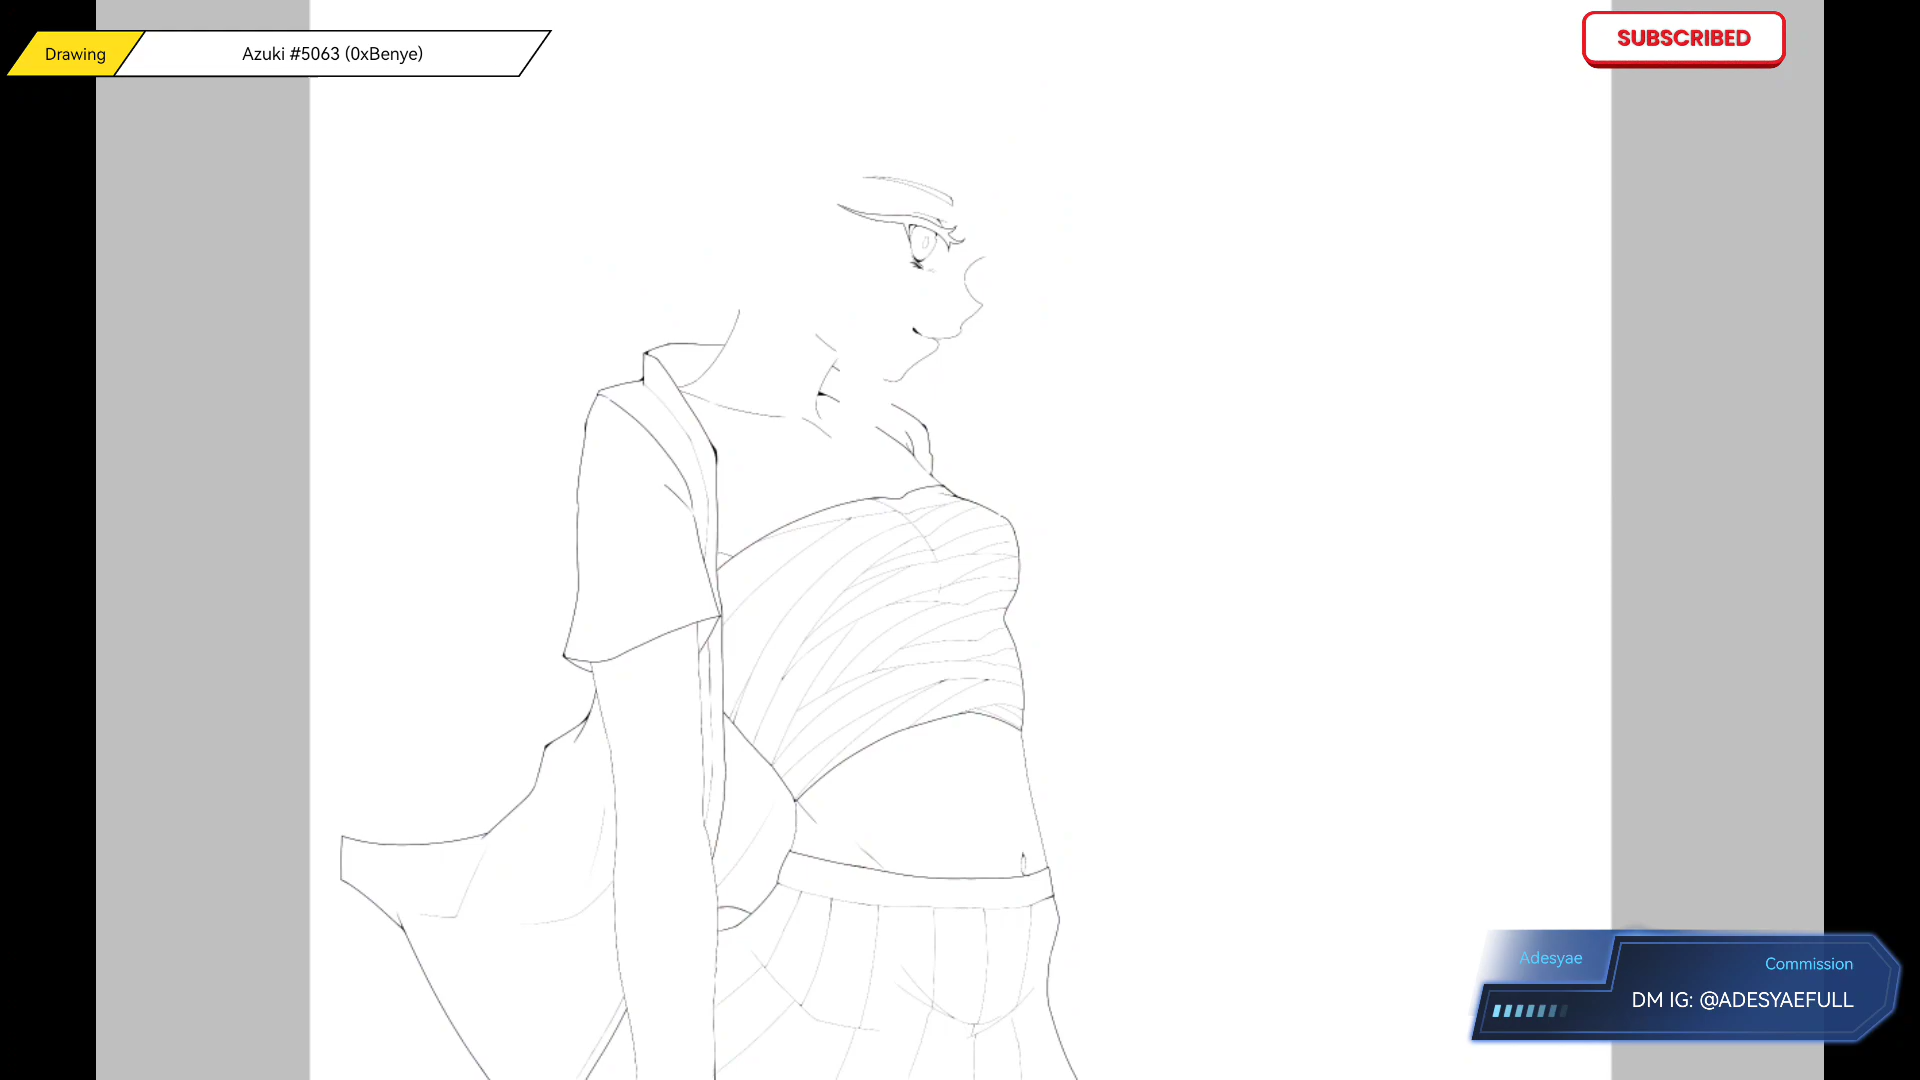 Drawing
Azuki #5063 (0xBenye)
SUBSCRIBED
Adesyae
Commission
DM IG: @ADESYAEFULL